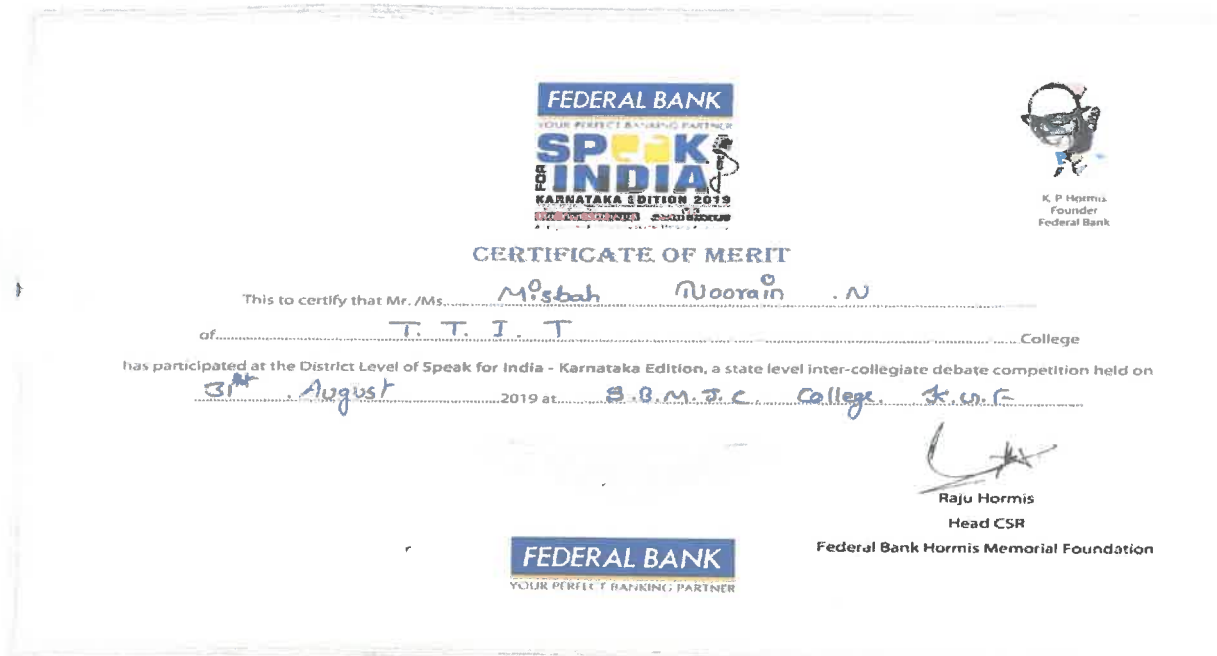 FEDERAL BANK
YOUR PERFECT BANKING PARTNER
SPeaK
FOR INDIA
KARNATAKA EDITION 2019
K. P Hormis
Founder
Federal Bank
CERTIFICATE OF MERIT
This to certify that Mr. /Ms. Misbah Noorain . N
of T. T. I. T College
has participated at the District Level of Speak for India - Karnataka Edition, a state level inter-collegiate debate competition held on
31st . August 2019 at S.B.M.J.C. College.
Raju Hormis
Head CSR
Federal Bank Hormis Memorial Foundation
FEDERAL BANK
YOUR PERFECT BANKING PARTNER